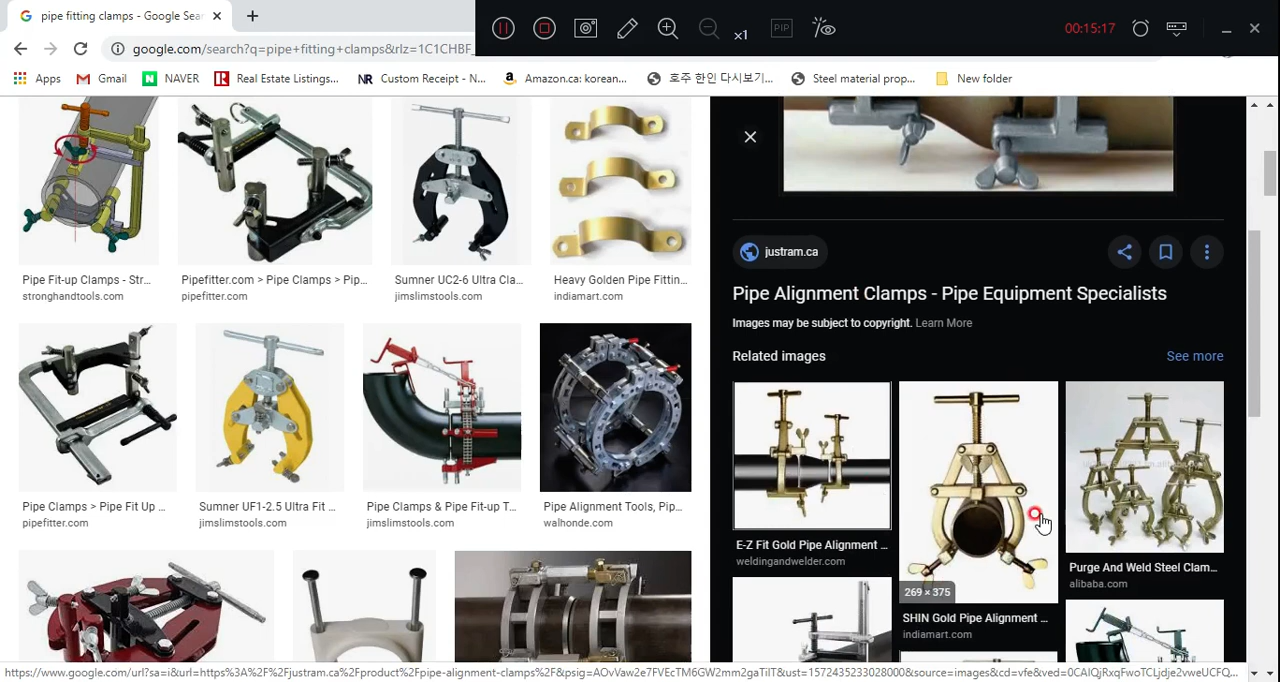 pipe fitting clamps - Google Sear
x1
PIP
00:15:17
google.com/search?q=pipe+fitting+clamps&rlz=1C1CHBF_
Apps
Gmail
NAVER
Real Estate Listings...
Custom Receipt - N...
Amazon.ca: korean...
호주 한인 다시보기...
Steel material prop...
New folder
Pipe Fit-up Clamps - Str...
stronghandtools.com
Pipefitter.com > Pipe Clamps > Pip...
pipefitter.com
Sumner UC2-6 Ultra Cla...
jimslimstools.com
Heavy Golden Pipe Fittin...
indiamart.com
Pipe Clamps > Pipe Fit Up ...
pipefitter.com
Sumner UF1-2.5 Ultra Fit ...
jimslimstools.com
Pipe Clamps & Pipe Fit-up T...
jimslimstools.com
Pipe Alignment Tools, Pip...
walhonde.com
justram.ca
Pipe Alignment Clamps - Pipe Equipment Specialists
Images may be subject to copyright. Learn More
Related images
See more
E-Z Fit Gold Pipe Alignment ...
weldingandwelder.com
269 × 375
SHIN Gold Pipe Alignment ...
indiamart.com
Purge And Weld Steel Clam...
alibaba.com